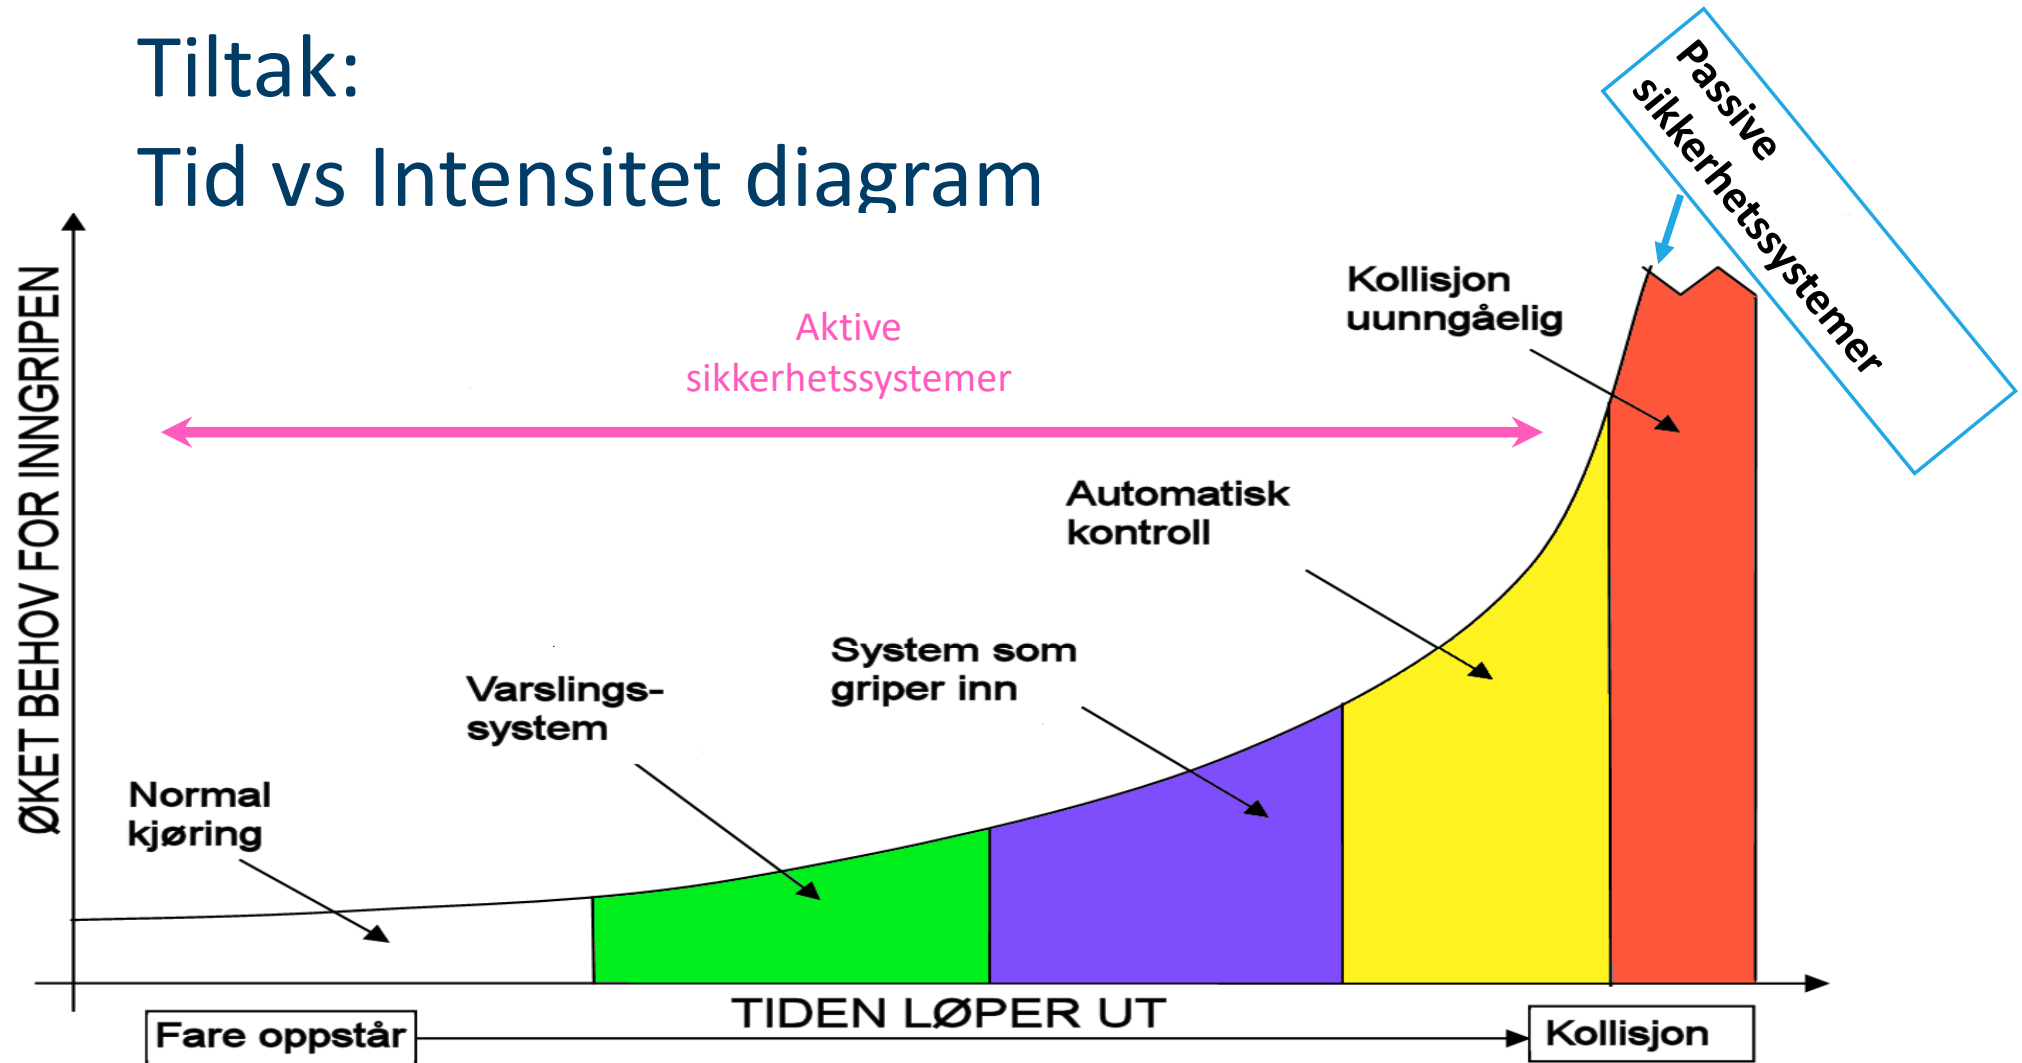 Tiltak:
Tid vs Intensitet diagram
Passive
sikkerhetssystemer
ØKET BEHOV FOR INNGRIPEN
Kollisjon
uunngåelig
Aktive
sikkerhetssystemer
Automatisk
kontroll
System som
griper inn
Varslings-
system
Normal
kjøring
TIDEN LØPER UT
Fare oppstår
Kollisjon